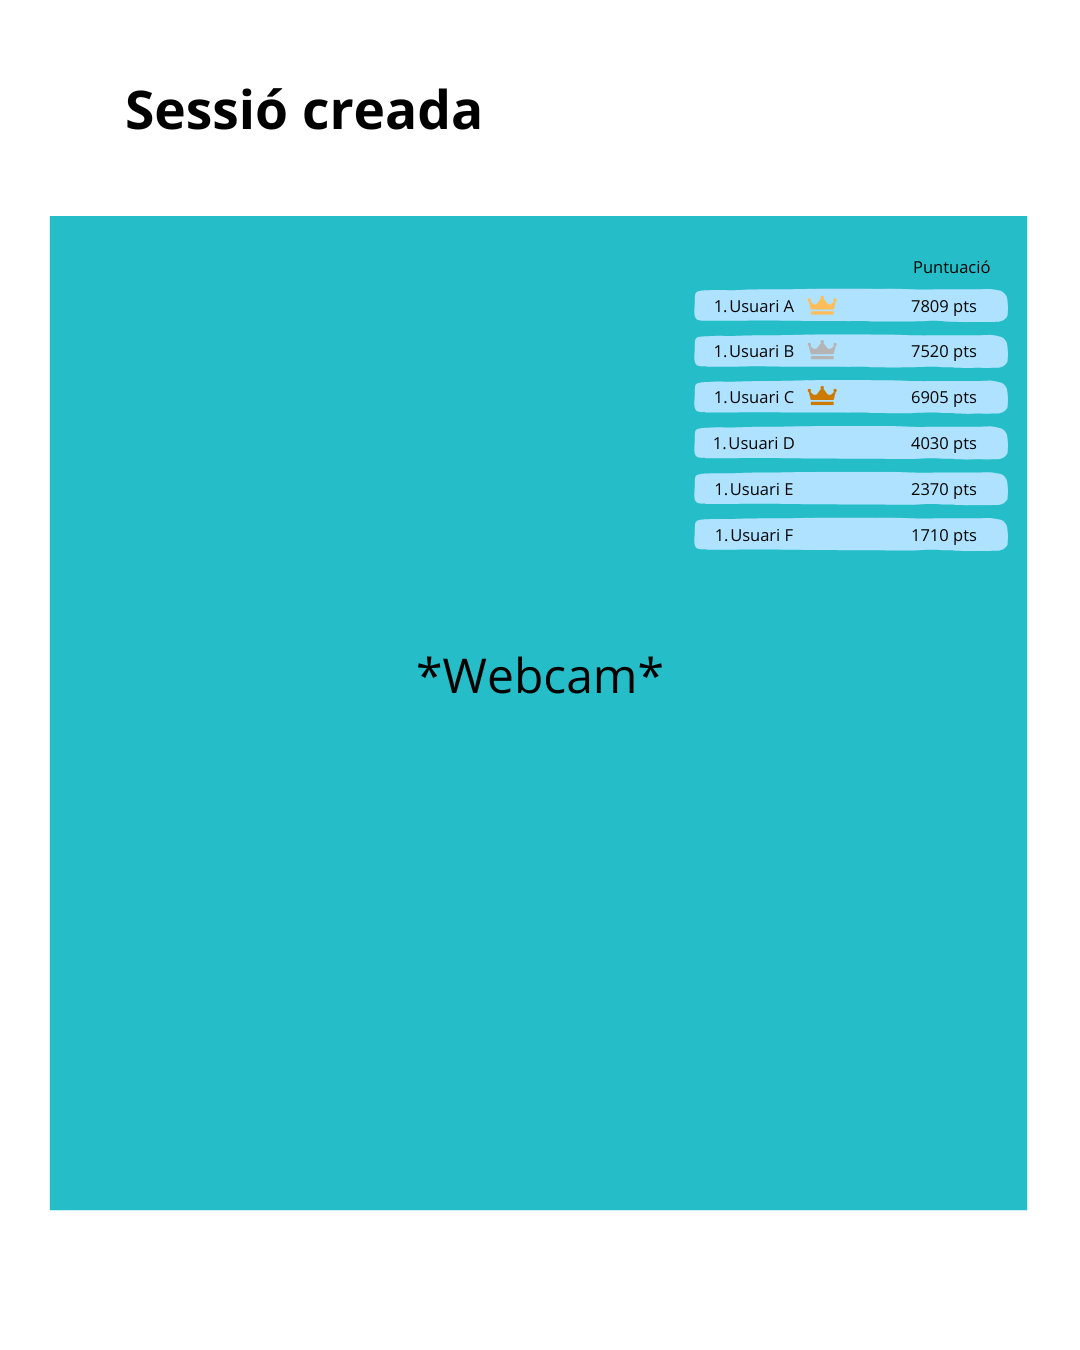 Sessió creada
Puntuació
1. Usuari A 7809 pts
1. Usuari B 7520 pts
1. Usuari C 6905 pts
1. Usuari D 4030 pts
1. Usuari E 2370 pts
1. Usuari F 1710 pts
*Webcam*